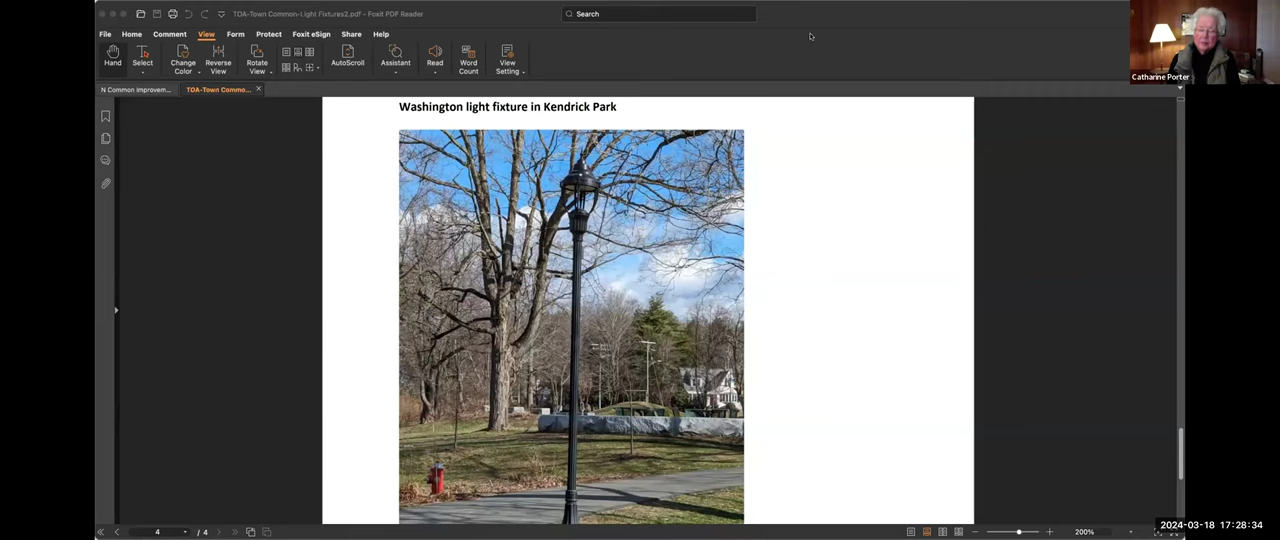 TOA-Town Common-Light Fixtures2.pdf - Foxit PDF Reader
Search
File Home Comment View Form Protect Foxit eSign Share Help
Hand Select Change Color Reverse View Rotate View AutoScroll Assistant Read Word Count View Setting
N Common Improvem... TOA-Town Commo...
Catharine Porter
Washington light fixture in Kendrick Park
4 / 4
200%
2024-03-18 17:28:34